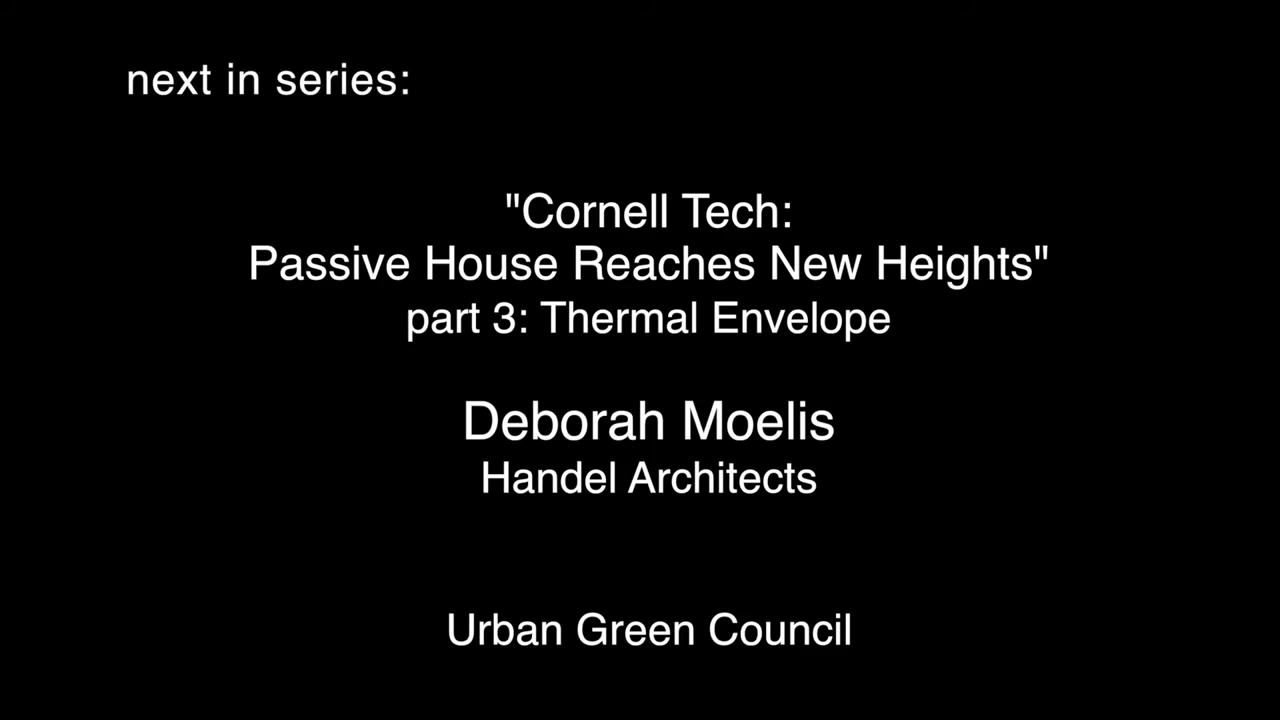 next in series:
"Cornell Tech:
Passive House Reaches New Heights"
part 3: Thermal Envelope
Deborah Moelis
Handel Architects
Urban Green Council